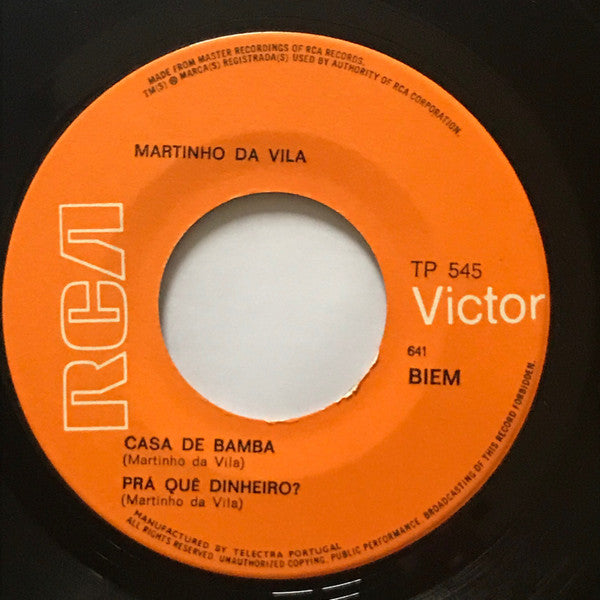 MADE FROM MASTER RECORDINGS OF RCA RECORDS.
TM(S) ® MARCA(S) REGISTRADA(S) USED BY AUTHORITY OF RCA CORPORATION.
MARTINHO DA VILA
RCA
TP 545
Victor
641
BIEM
CASA DE BAMBA
(Martinho da Vila)
PRÁ QUÊ DINHEIRO?
(Martinho da Vila)
MANUFACTURED BY TELECTRA PORTUGAL
ALL RIGHTS RESERVED. UNAUTHORIZED COPYING, PUBLIC PERFORMANCE, BROADCASTING OF THIS RECORD FORBIDDEN.